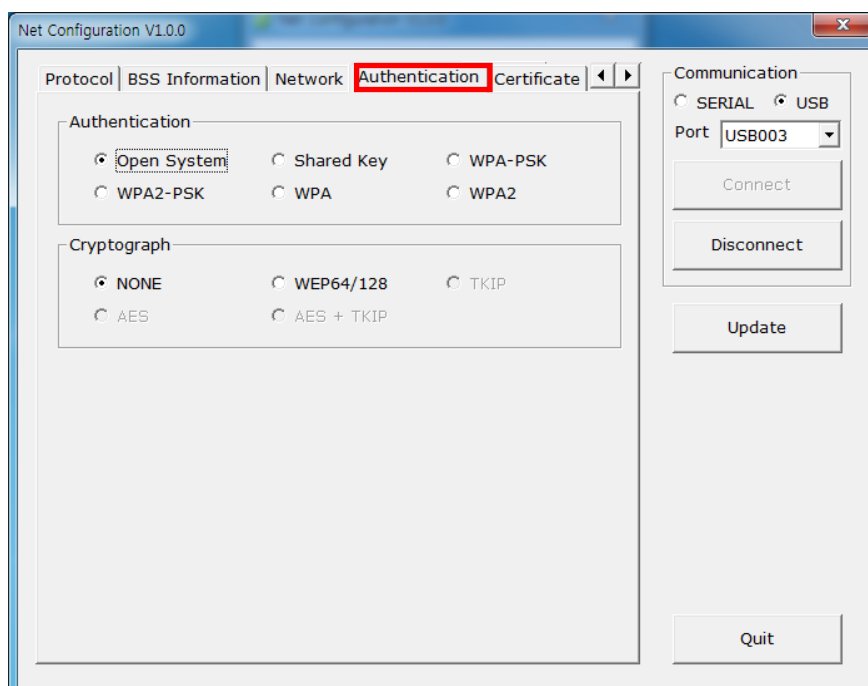 Net Configuration V1.0.0
Protocol BSS Information Network Authentication Certificate
Authentication
Open System Shared Key WPA-PSK
WPA2-PSK WPA WPA2
Cryptograph
NONE WEP64/128 TKIP
AES AES + TKIP
Communication
SERIAL USB
Port USB003
Connect
Disconnect
Update
Quit